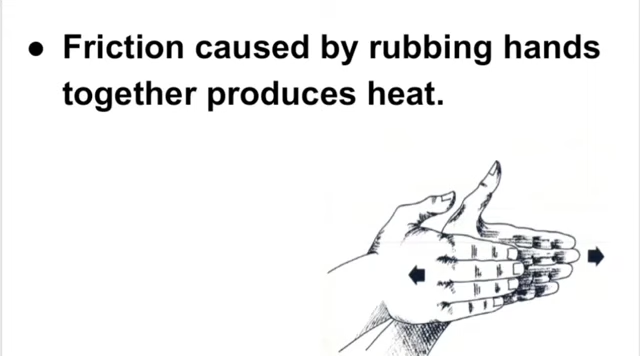 ● Friction caused by rubbing hands
together produces heat.